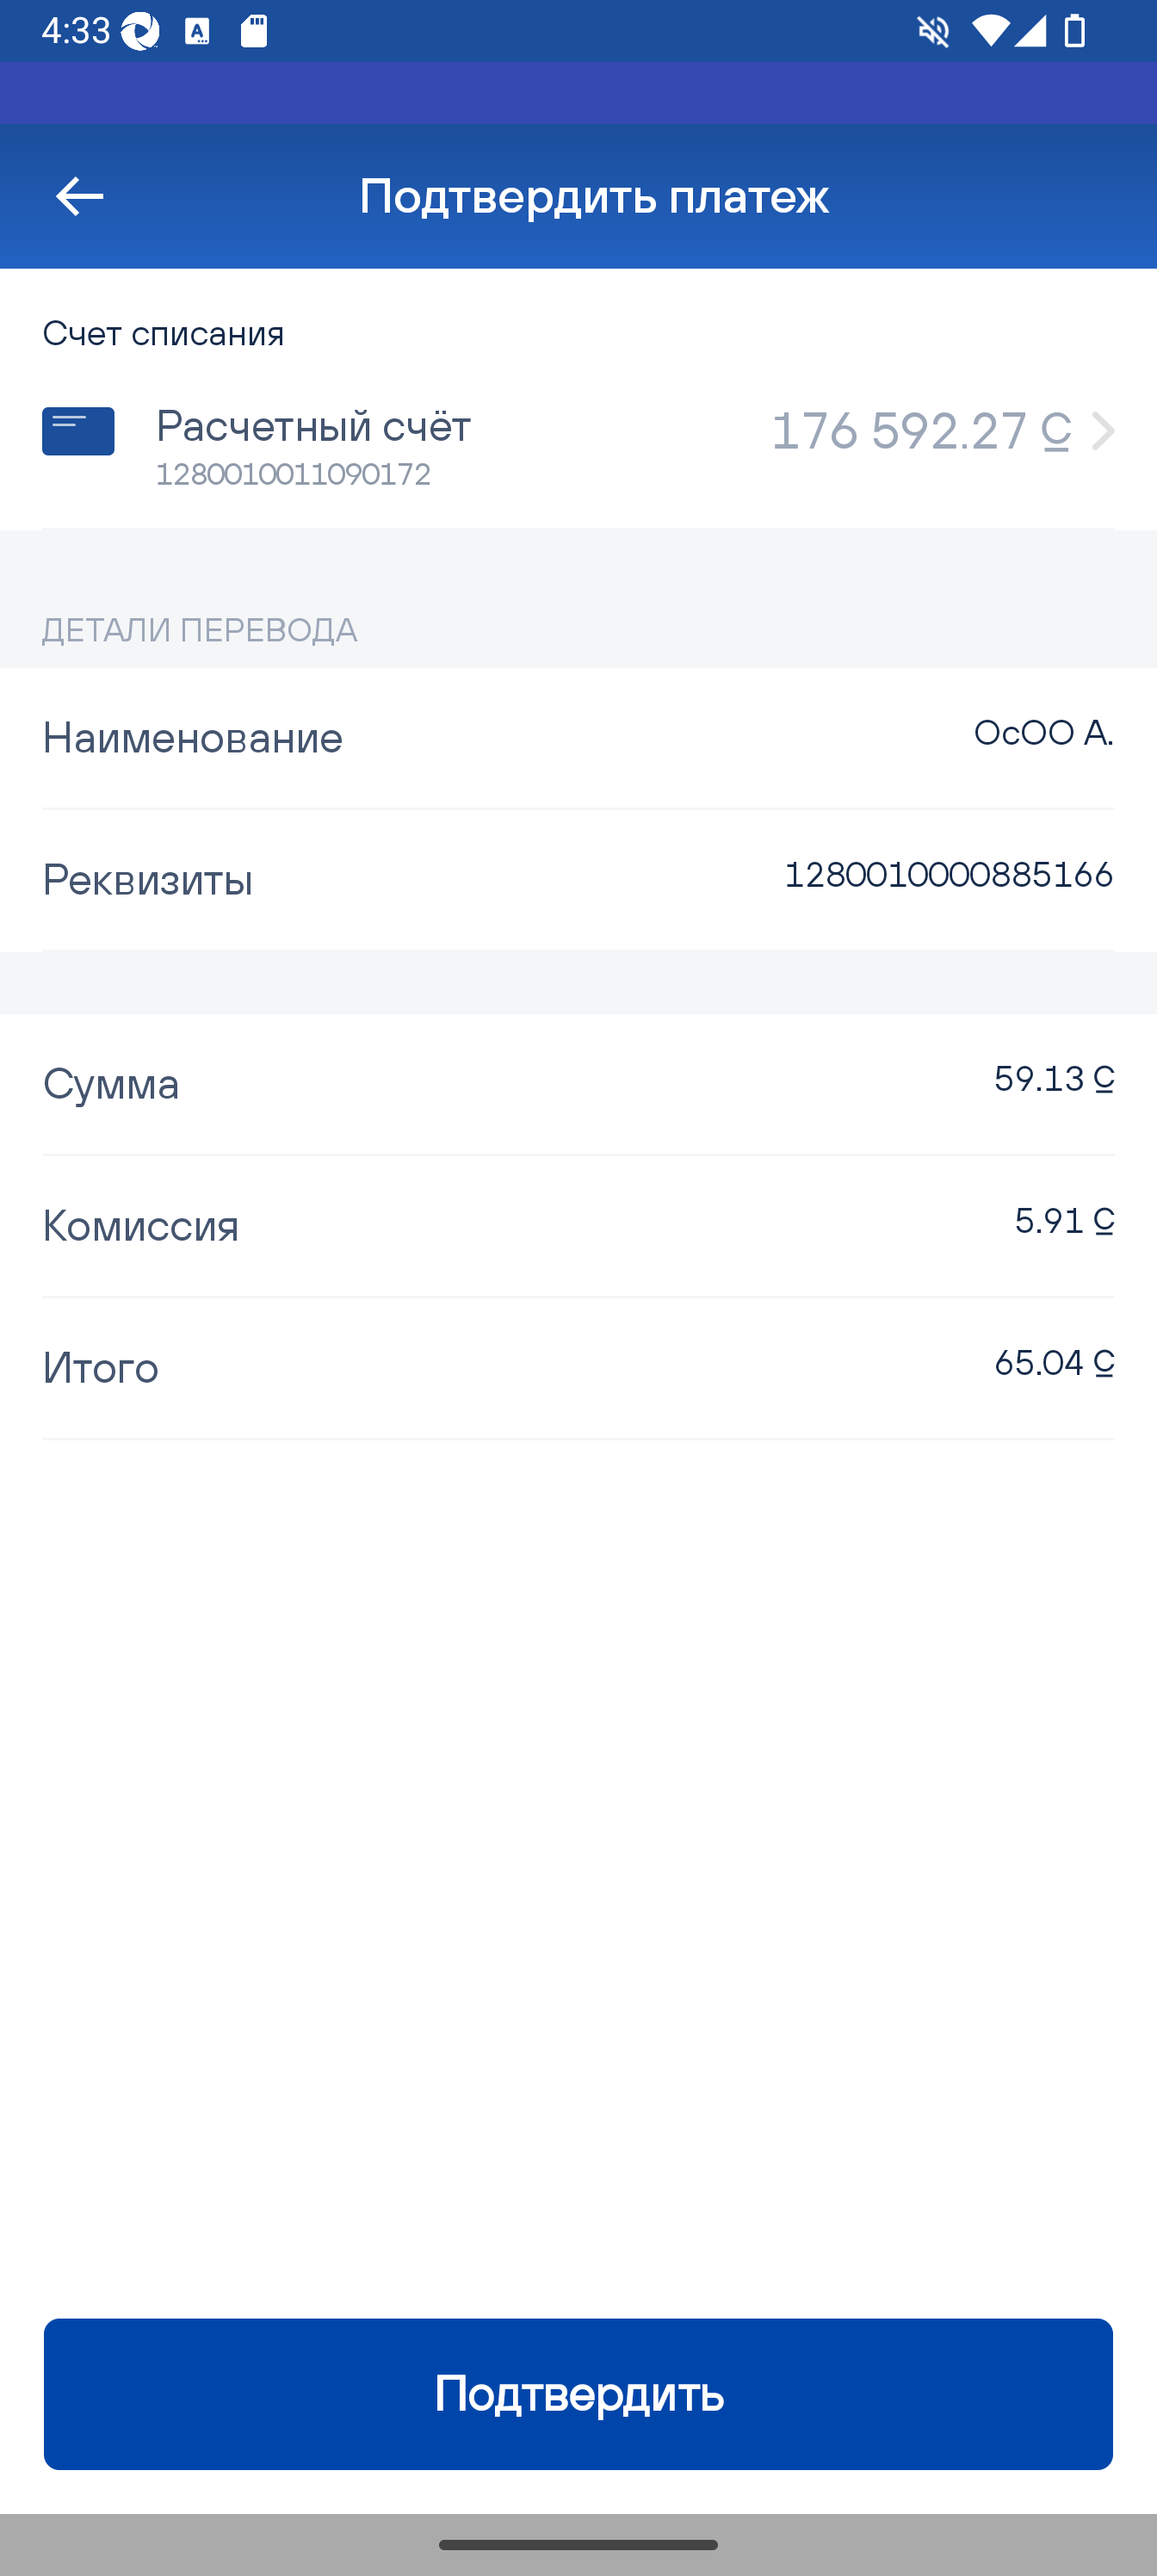 4:33
Подтвердить платеж
Счет списания
Расчетный счёт
176 592.27 С
1280010011090172
ДЕТАЛИ ПЕРЕВОДА
Наименование
ОсОО А.
Реквизиты
1280010000885166
Сумма
59.13 С
Комиссия
5.91 С
Итого
65.04 С
Подтвердить